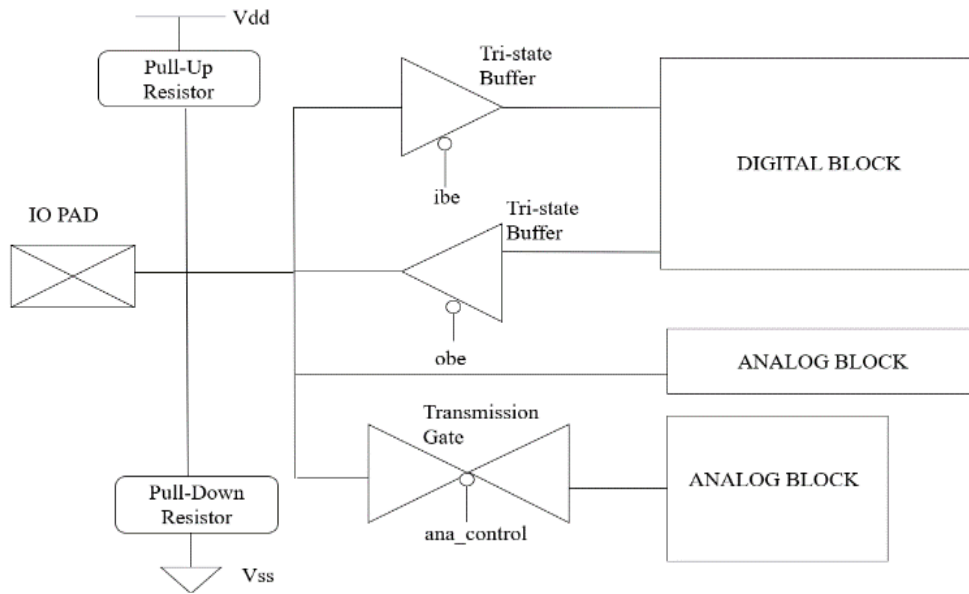 Vdd
Pull-Up
Resistor
Tri-state
Buffer
ibe
DIGITAL BLOCK
IO PAD
Tri-state
Buffer
obe
ANALOG BLOCK
Transmission
Gate
ana_control
ANALOG BLOCK
Pull-Down
Resistor
Vss